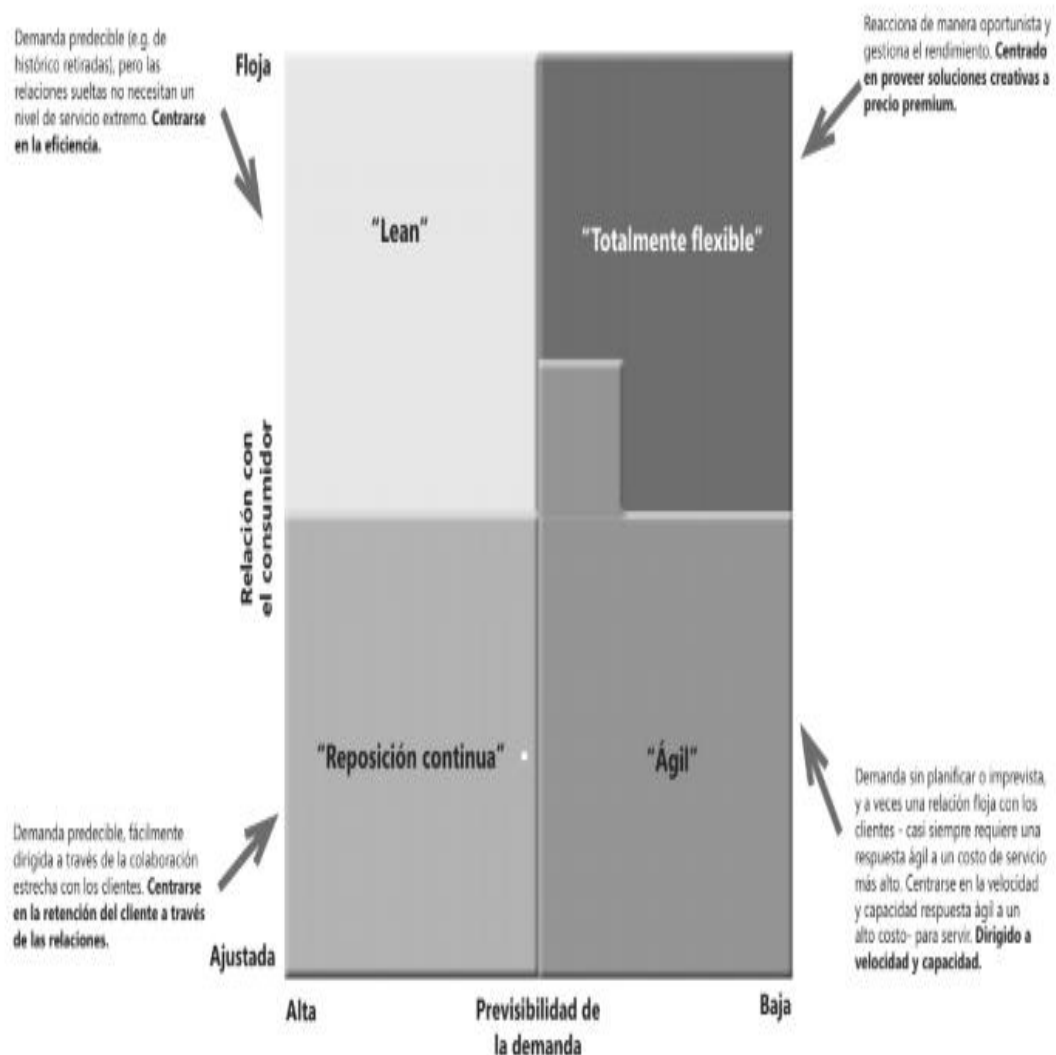 Demanda predecible (e.g. de
histórico retiradas), pero las
relaciones sueltas no necesitan un
nivel de servicio extremo. Centrarse
en la eficiencia.
Floja
Reacciona de manera oportunista y
gestiona el rendimiento. Centrado
en proveer soluciones creativas a
precio premium.
"Lean"
"Totalmente flexible"
Relación con
el consumidor
"Reposición continua"
"Ágil"
Demanda predecible, fácilmente
dirigida a través de la colaboración
estrecha con los clientes. Centrarse
en la retención del cliente a través
de las relaciones.
Demanda sin planificar o imprevista,
y a veces una relación floja con los
clientes - casi siempre requiere una
respuesta ágil a un costo de servicio
más alto. Centrarse en la velocidad
y capacidad respuesta ágil a un
alto costo- para servir. Dirigido a
velocidad y capacidad.
Ajustada
Alta
Previsibilidad de
la demanda
Baja